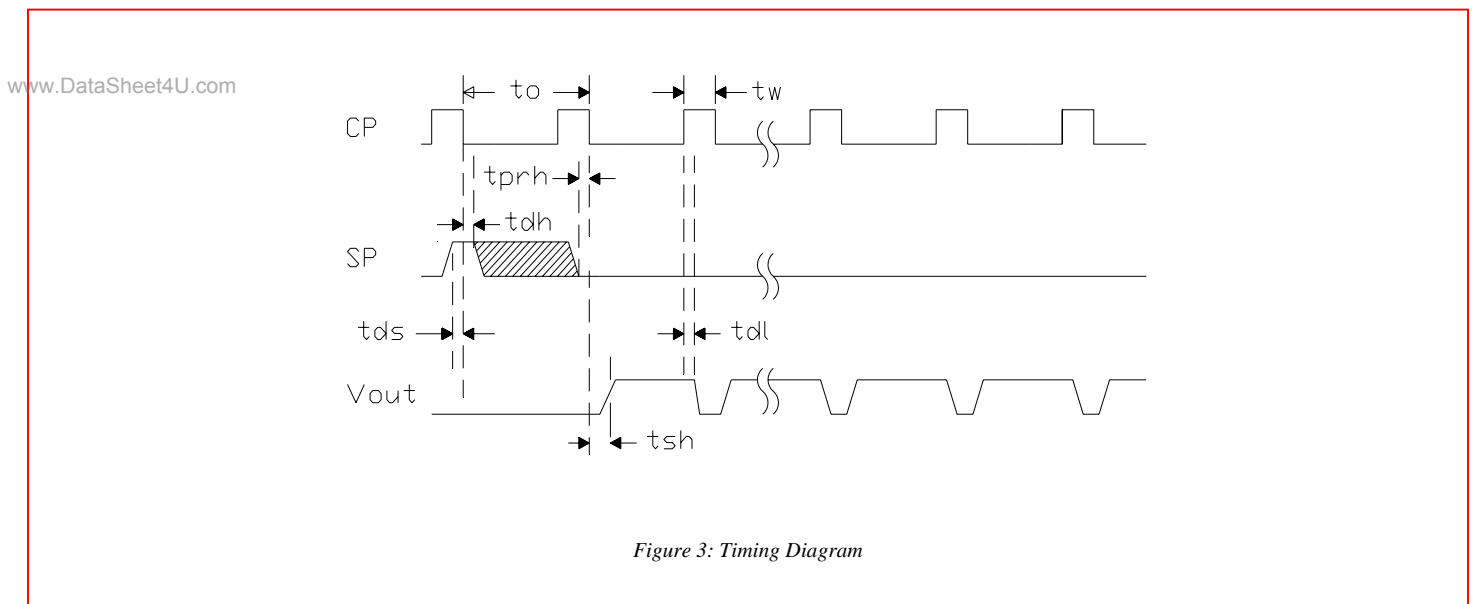 www.DataSheet4U.com
to
tw
CP
tprh
tdh
SP
tds
tdl
Vout
tsh
Figure 3: Timing Diagram